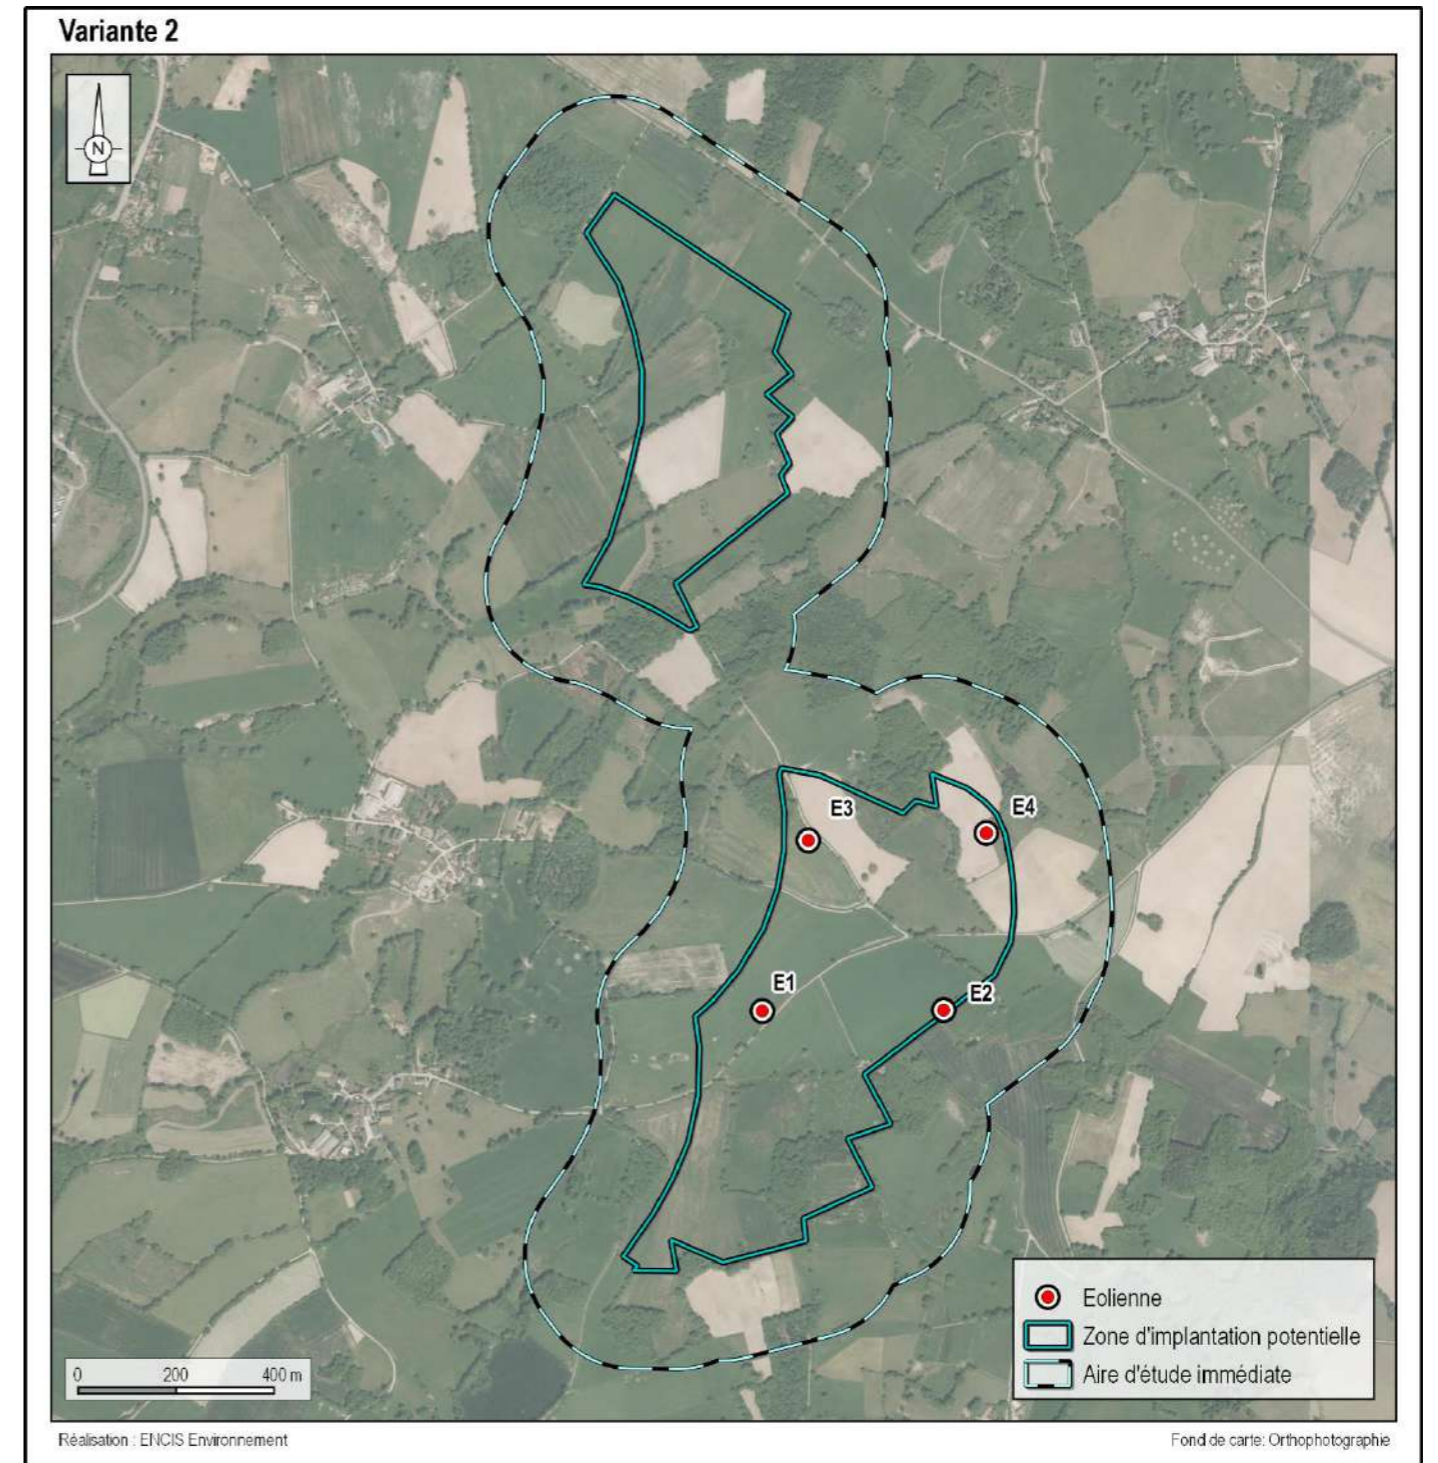 Variante 2
N
E3
E4
E1
E2
Eolienne
Zone d'implantation potentielle
Aire d'étude immédiate
0 200 400 m
Réalisation : ENCIS Environnement
Fond de carte: Orthophotographie